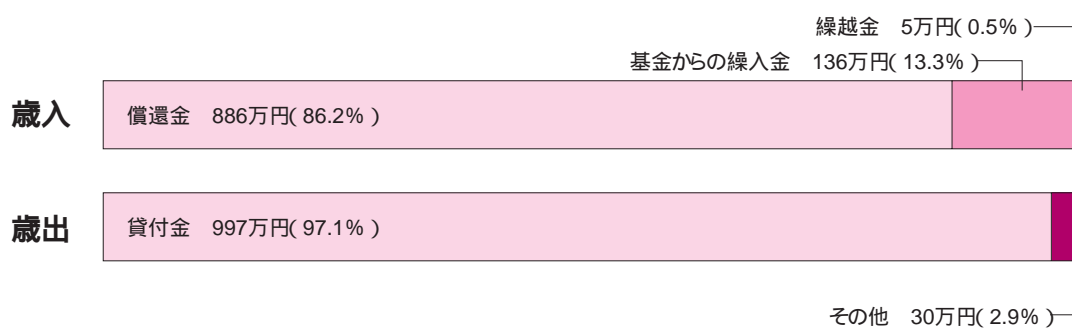 繰越金 5万円( 0.5% )
基金からの繰入金 136万円( 13.3% )
歳入 償還金 886万円( 86.2% )
歳出 貸付金 997万円( 97.1% )
その他 30万円( 2.9% )